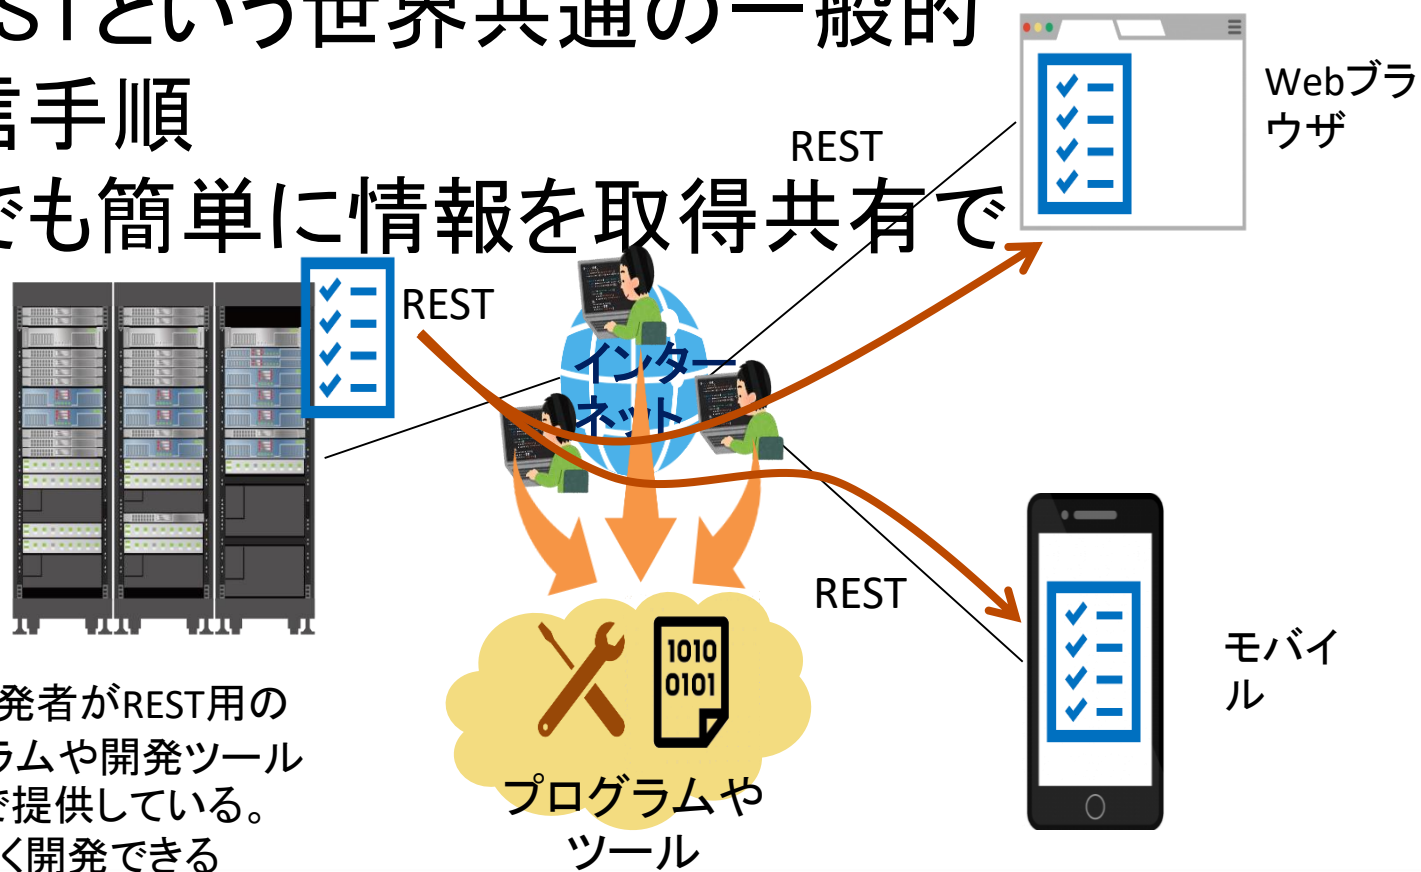 STという世界共通の一般的
信手順
でも簡単に情報を取得共有で
Webブラ
ウザ
REST
REST
インター
ネット
REST
1010
0101
モバイ
ル
発者がREST用の
ラムや開発ツール
で提供している。
く開発できる
プログラムや
ツール